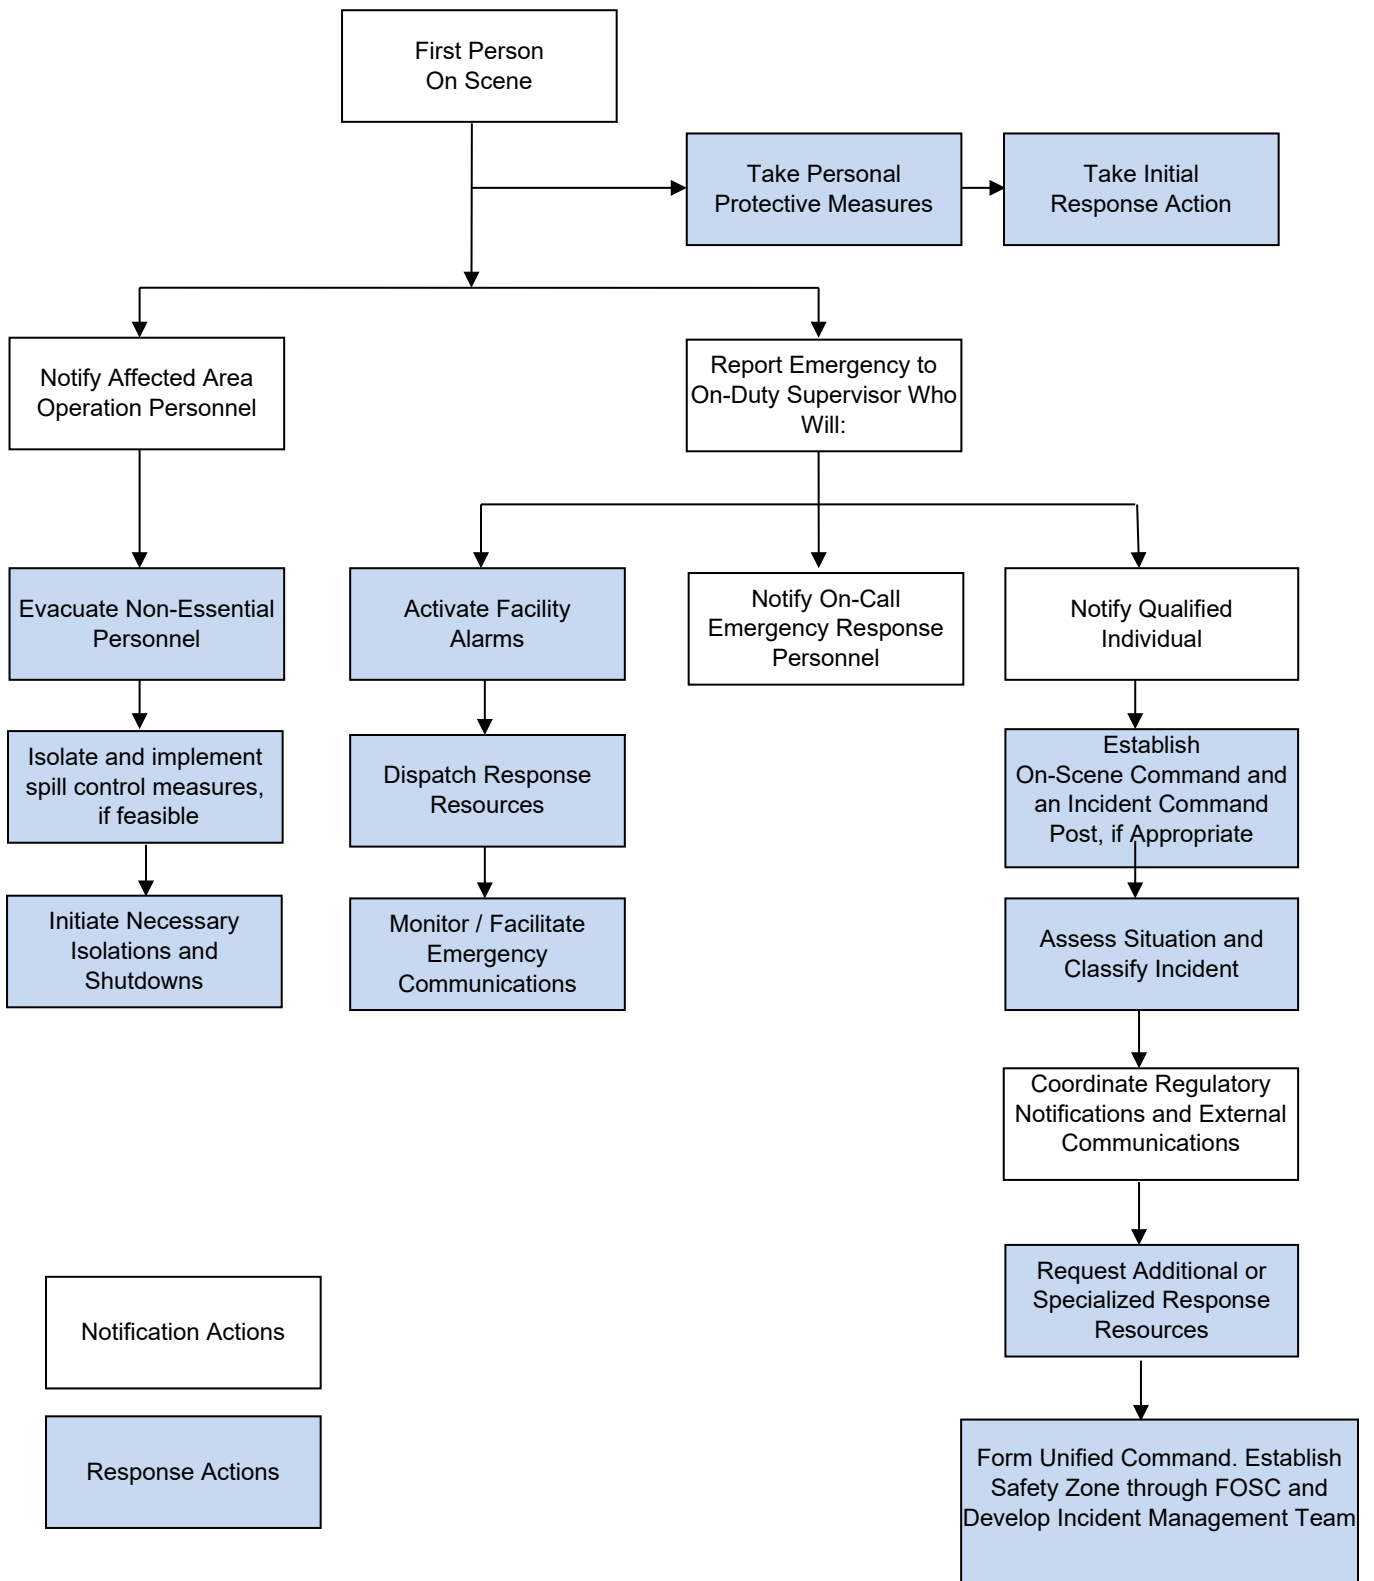 First Person
On Scene
Take Personal
Protective Measures
Take Initial
Response Action
Notify Affected Area
Operation Personnel
Report Emergency to
On-Duty Supervisor Who
Will:
Evacuate Non-Essential
Personnel
Activate Facility
Alarms
Notify On-Call
Emergency Response
Personnel
Notify Qualified
Individual
Isolate and implement
spill control measures,
if feasible
Dispatch Response
Resources
Establish
On-Scene Command and
an Incident Command
Post, if Appropriate
Initiate Necessary
Isolations and
Shutdowns
Monitor / Facilitate
Emergency
Communications
Assess Situation and
Classify Incident
Coordinate Regulatory
Notifications and External
Communications
Request Additional or
Specialized Response
Resources
Notification Actions
Response Actions
Form Unified Command. Establish
Safety Zone through FOSC and
Develop Incident Management Team